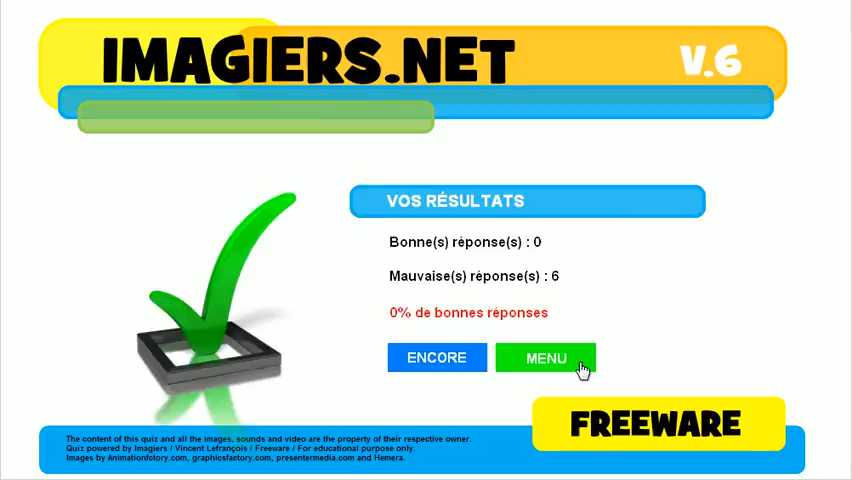 IMAGIERS.NET
V.6
VOS RÉSULTATS
Bonne(s) réponse(s) : 0
Mauvaise(s) réponse(s) : 6
0% de bonnes réponses
ENCORE
MENU
FREEWARE
The content of this quiz and all the images, sounds and video are the property of their respective owner.
Quiz powered by Imagiers / Vincent Lefrançois / Freeware / For educational purpose only.
Images by Animationfctory.com, graphicsfactory.com, presentermedia.com and Hemera.